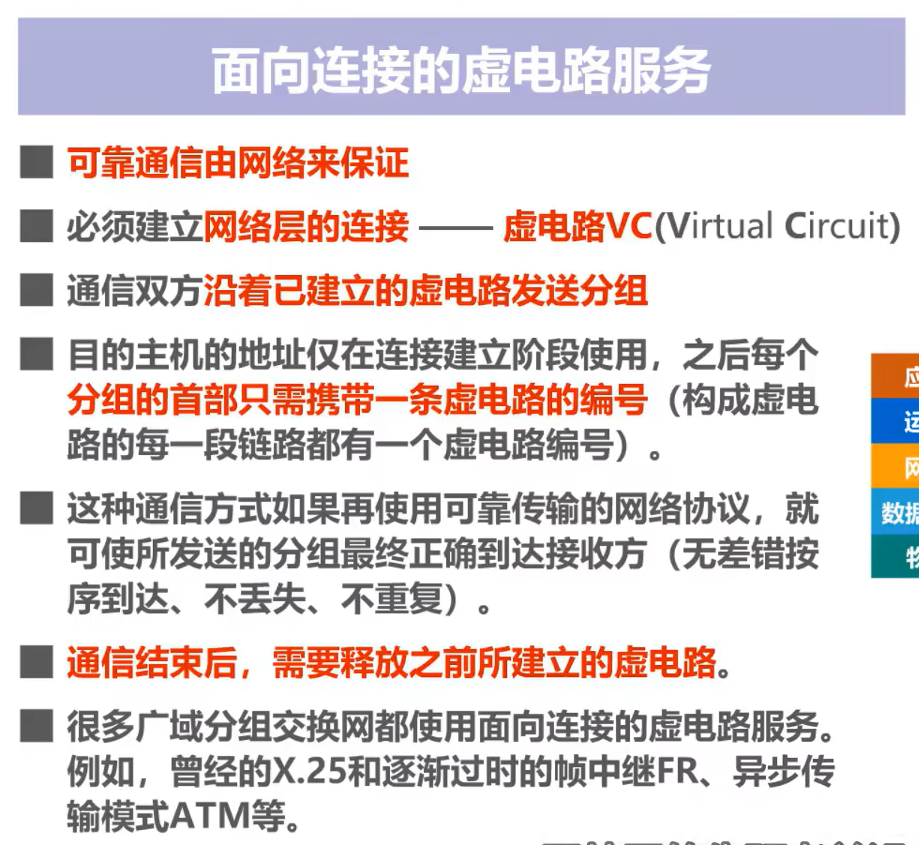 面向连接的虚电路服务
可靠通信由网络来保证
必须建立网络层的连接 —— 虚电路VC(Virtual Circuit)
通信双方沿着已建立的虚电路发送分组
目的主机的地址仅在连接建立阶段使用，之后每个
分组的首部只需携带一条虚电路的编号（构成虚电
路的每一段链路都有一个虚电路编号）。
这种通信方式如果再使用可靠传输的网络协议，就
可使所发送的分组最终正确到达接收方（无差错按
序到达、不丢失、不重复）。
通信结束后，需要释放之前所建立的虚电路。
很多广域分组交换网都使用面向连接的虚电路服务。
例如，曾经的X.25和逐渐过时的帧中继FR、异步传
输模式ATM等。
应
运
网
数据
物